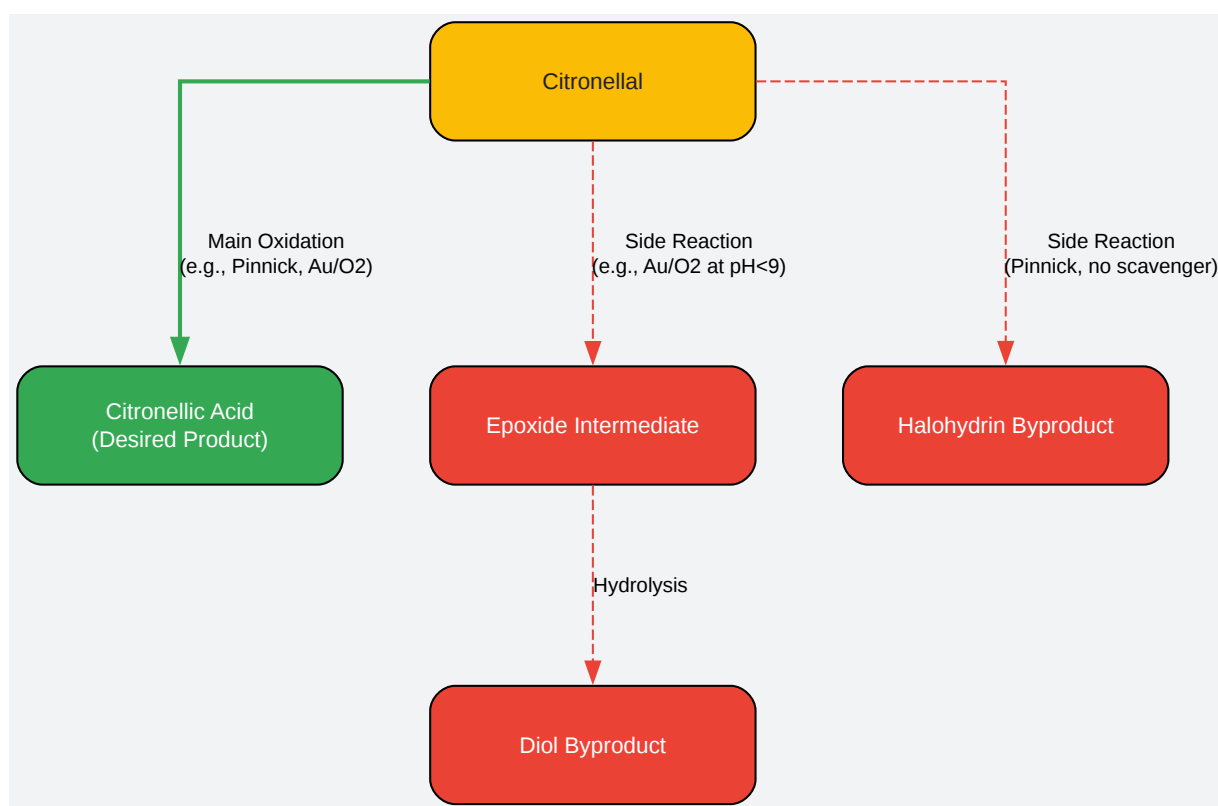 Citronellal
Main Oxidation
(e.g., Pinnick, Au/O2)
Side Reaction
(e.g., Au/O2 at pH<9)
Side Reaction
(Pinnick, no scavenger)
Citronellic Acid
(Desired Product)
Epoxide Intermediate
Halohydrin Byproduct
Hydrolysis
Diol Byproduct